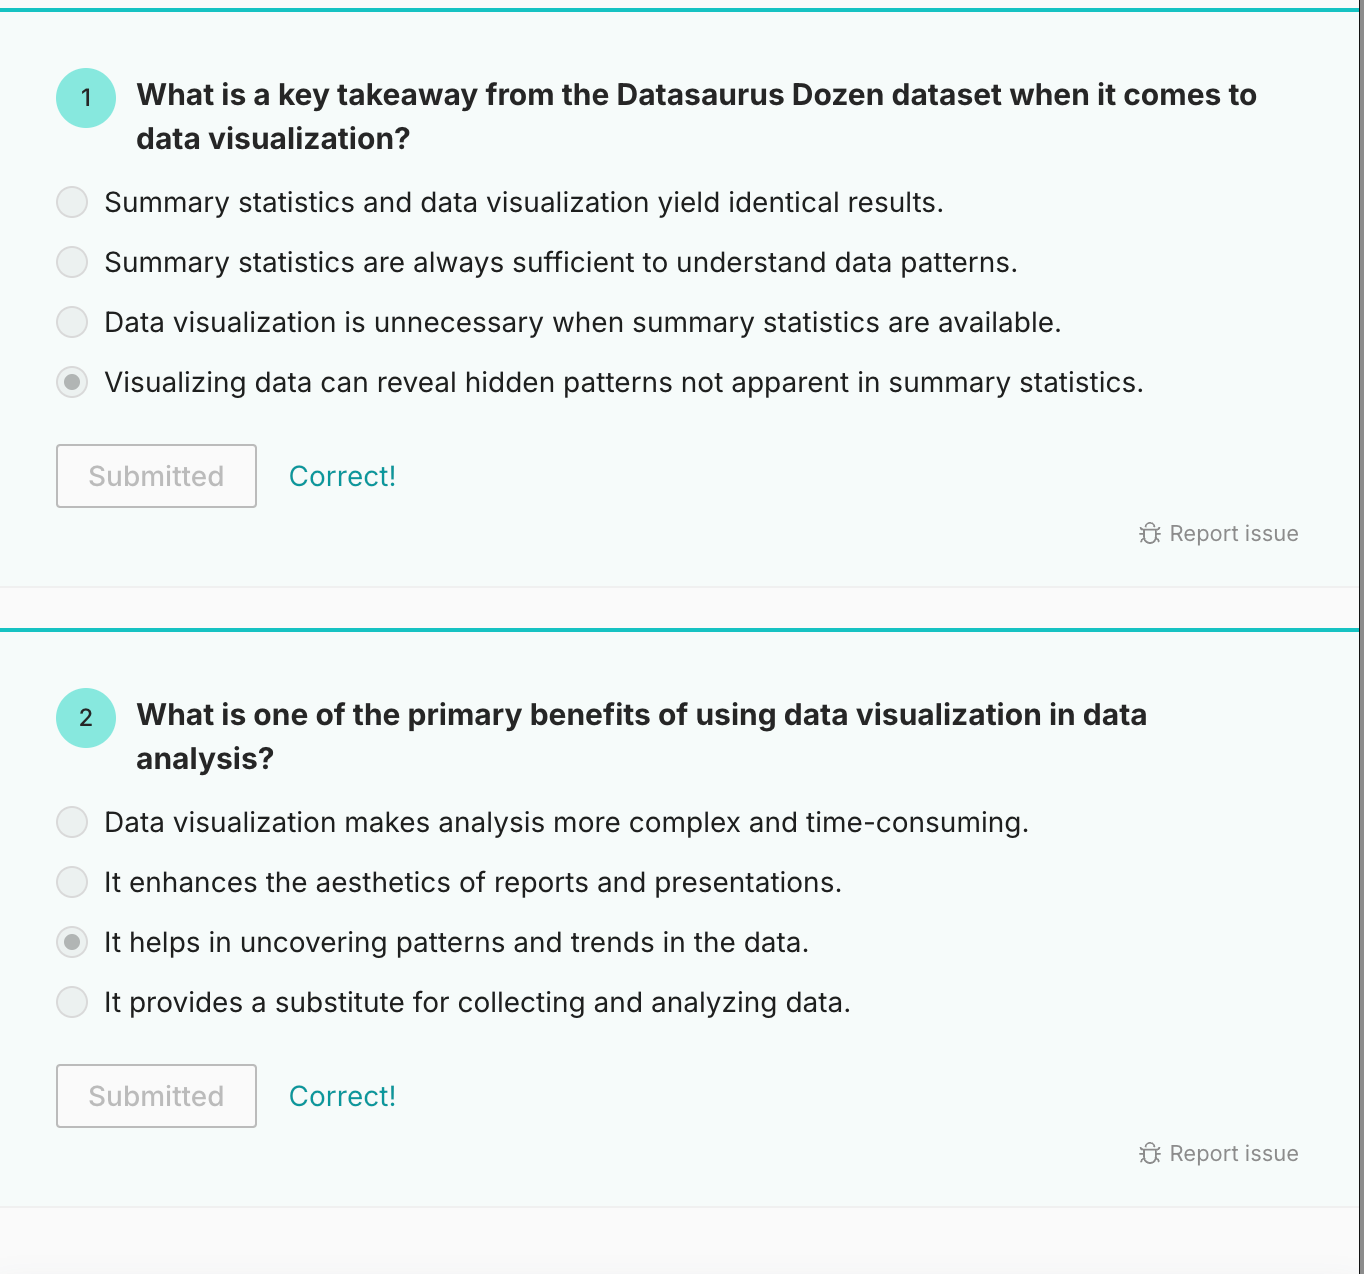 1
What is a key takeaway from the Datasaurus Dozen dataset when it comes to
data visualization?
Summary statistics and data visualization yield identical results.
Summary statistics are always sufficient to understand data patterns.
Data visualization is unnecessary when summary statistics are available.
Visualizing data can reveal hidden patterns not apparent in summary statistics.
Submitted
Correct!
Report issue
2
What is one of the primary benefits of using data visualization in data
analysis?
Data visualization makes analysis more complex and time-consuming.
It enhances the aesthetics of reports and presentations.
It helps in uncovering patterns and trends in the data.
It provides a substitute for collecting and analyzing data.
Submitted
Correct!
Report issue